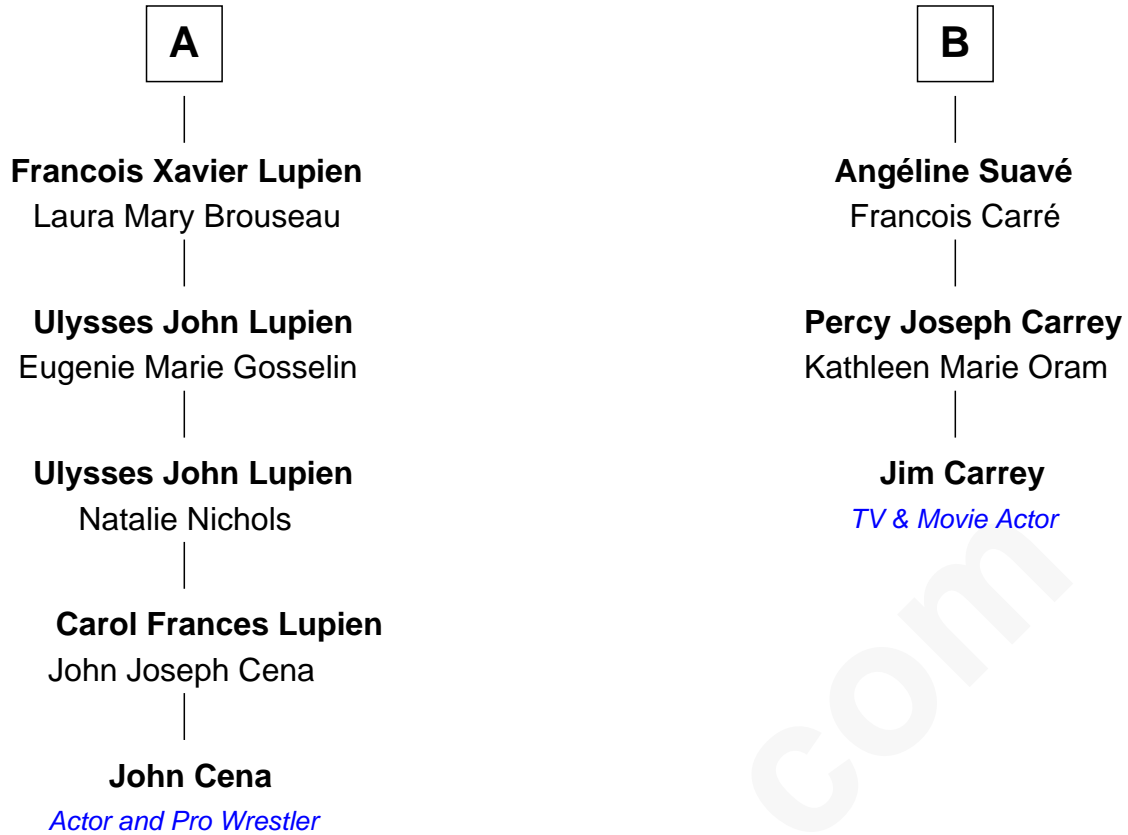 A
Francois Xavier Lupien
Laura Mary Brouseau
Ulysses John Lupien
Eugenie Marie Gosselin
Ulysses John Lupien
Natalie Nichols
Carol Frances Lupien
John Joseph Cena
John Cena
Actor and Pro Wrestler
B
Angéline Suavé
Francois Carré
Percy Joseph Carrey
Kathleen Marie Oram
Jim Carrey
TV & Movie Actor
com